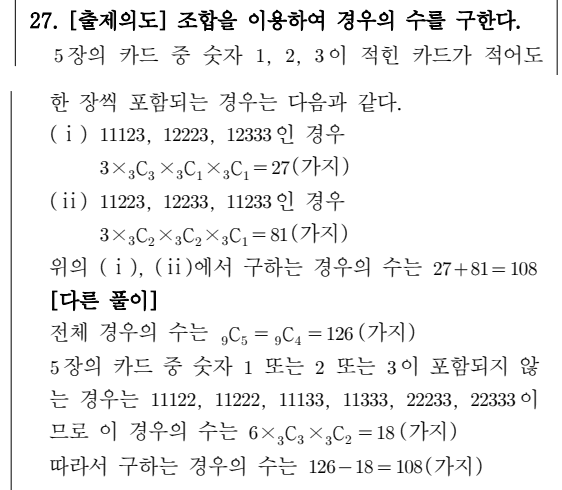 27. [출제의도] 조합을 이용하여 경우의 수를 구한다.
5장의 카드 중 숫자 1, 2, 3이 적힌 카드가 적어도
한 장씩 포함되는 경우는 다음과 같다.
(ⅰ) 11123, 12223, 12333인 경우
3×₃C₃×₃C₁×₃C₁=27(가지)
(ⅱ) 11223, 12233, 11233인 경우
3×₃C₂×₃C₂×₃C₁=81(가지)
위의 (ⅰ), (ⅱ)에서 구하는 경우의 수는 27+81=108
[다른 풀이]
전체 경우의 수는 ₉C₅=₉C₄=126(가지)
5장의 카드 중 숫자 1 또는 2 또는 3이 포함되지 않
는 경우는 11122, 11222, 11133, 11333, 22233, 22333이
므로 이 경우의 수는 6×₃C₃×₃C₂=18(가지)
따라서 구하는 경우의 수는 126-18=108(가지)